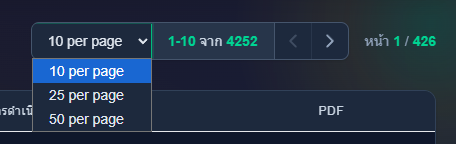 10 per page 1-10 จาก 4252 หน้า 1 / 426
10 per page
25 per page
50 per page
PDF